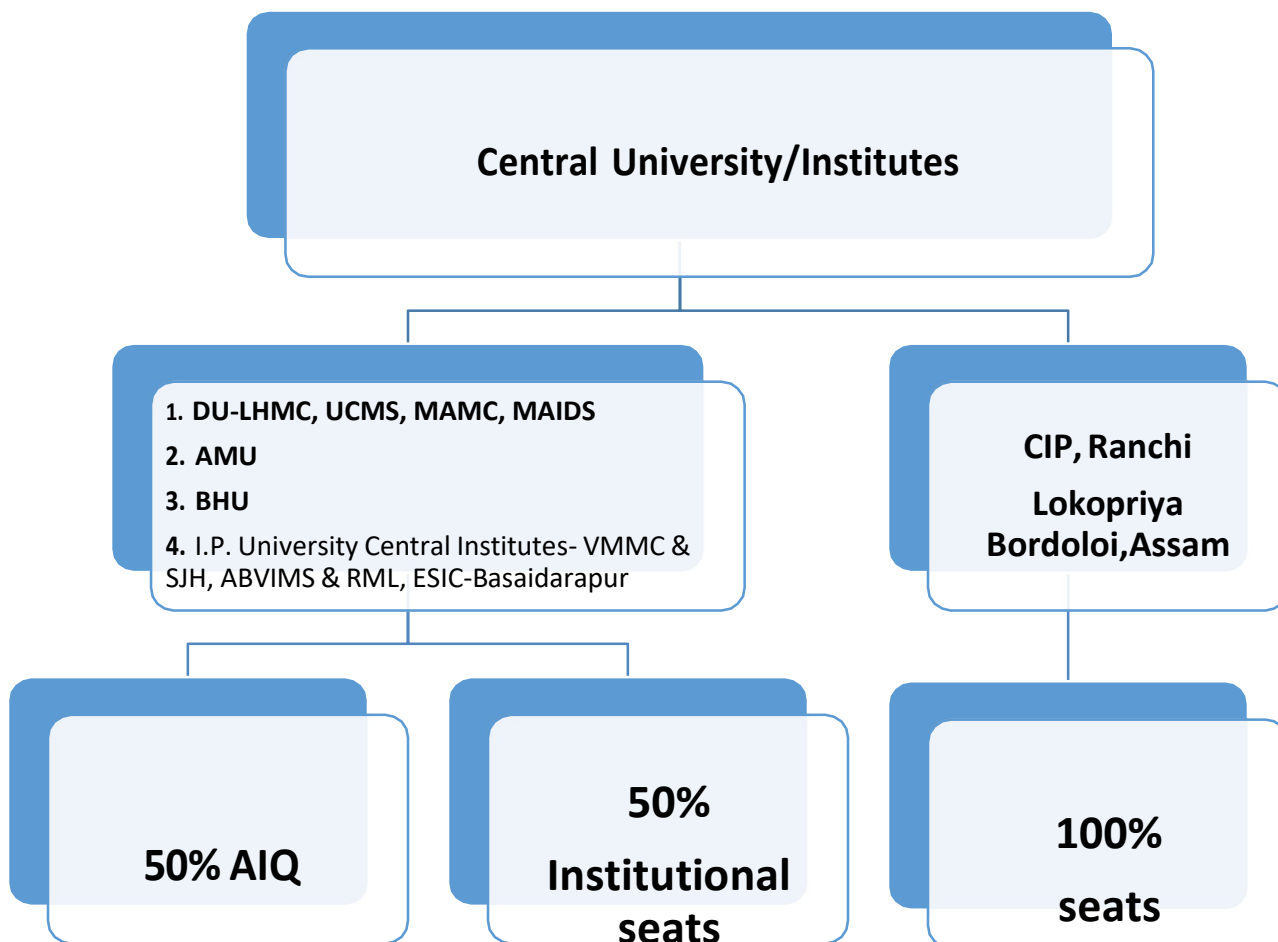 Central University/Institutes
1. DU-LHMC, UCMS, MAMC, MAIDS
2. AMU
3. BHU
4. I.P. University Central Institutes- VMMC &
SJH, ABVIMS & RML, ESIC-Basaidarapur
CIP, Ranchi
Lokopriya
Bordoloi,Assam
50% AIQ
50%
Institutional
seats
100%
seats